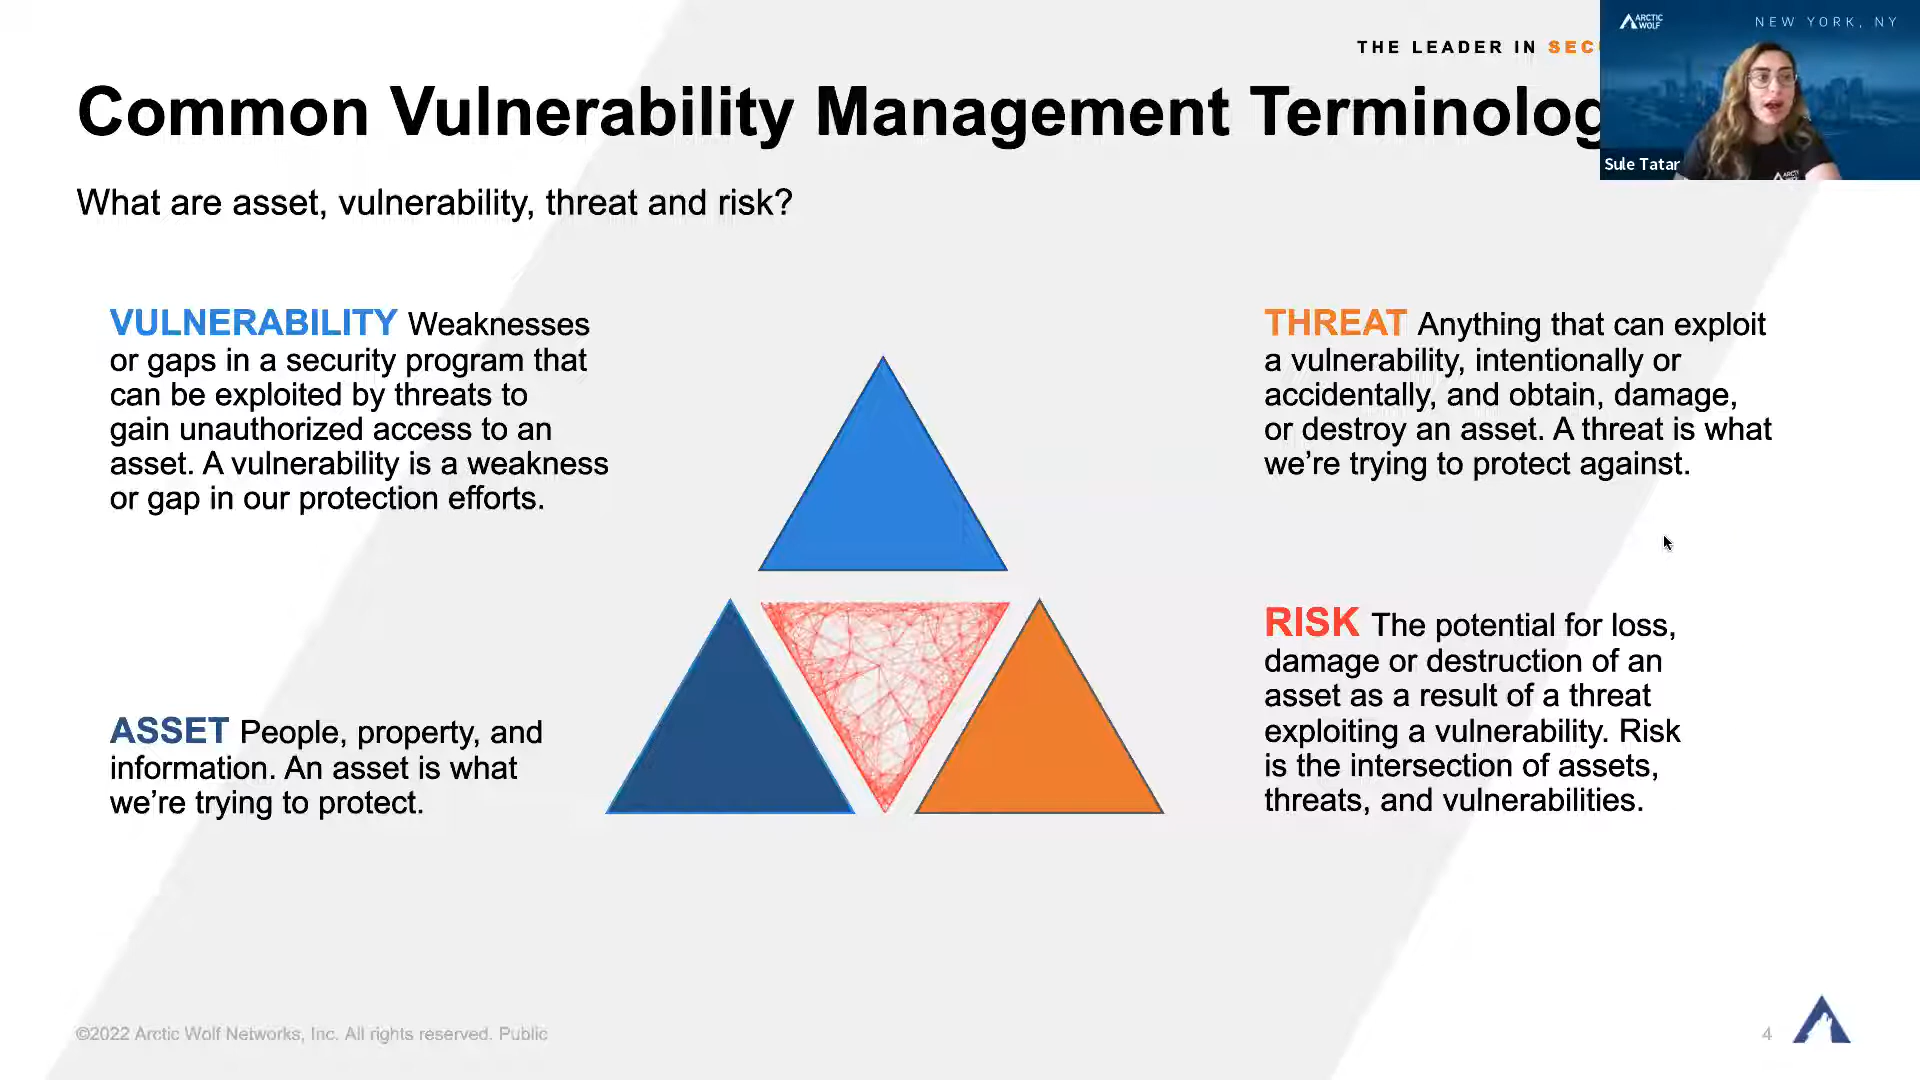 THE LEADER IN SEC
ARCTIC
WOLF
NEW YORK, NY
Sule Tatar
Common Vulnerability Management Terminolog
What are asset, vulnerability, threat and risk?
VULNERABILITY Weaknesses
or gaps in a security program that
can be exploited by threats to
gain unauthorized access to an
asset. A vulnerability is a weakness
or gap in our protection efforts.
ASSET People, property, and
information. An asset is what
we’re trying to protect.
THREAT Anything that can exploit
a vulnerability, intentionally or
accidentally, and obtain, damage,
or destroy an asset. A threat is what
we’re trying to protect against.
RISK The potential for loss,
damage or destruction of an
asset as a result of a threat
exploiting a vulnerability. Risk
is the intersection of assets,
threats, and vulnerabilities.
©2022 Arctic Wolf Networks, Inc. All rights reserved. Public
4